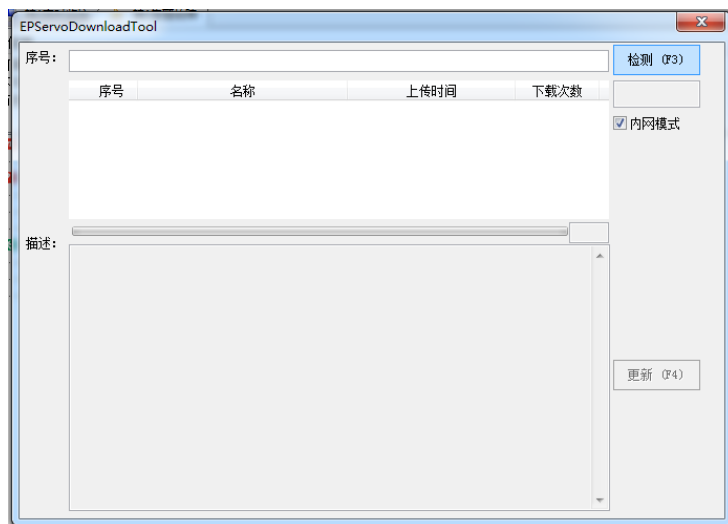 EPServoDownloadTool
序号:
检测 (F3)
序号 名称 上传时间 下载次数
内网模式
描述:
更新 (F4)